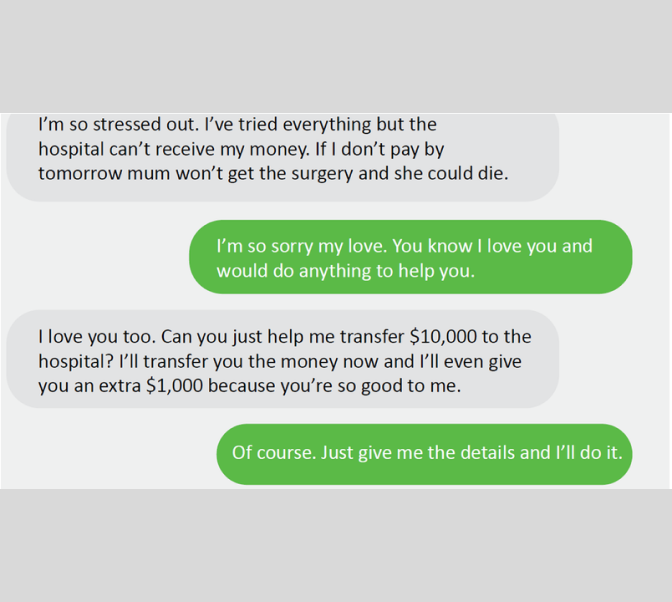 I’m so stressed out. I’ve tried everything but the
hospital can’t receive my money. If I don’t pay by
tomorrow mum won’t get the surgery and she could die.
I’m so sorry my love. You know I love you and
would do anything to help you.
I love you too. Can you just help me transfer $10,000 to the
hospital? I’ll transfer you the money now and I’ll even give
you an extra $1,000 because you’re so good to me.
Of course. Just give me the details and I’ll do it.